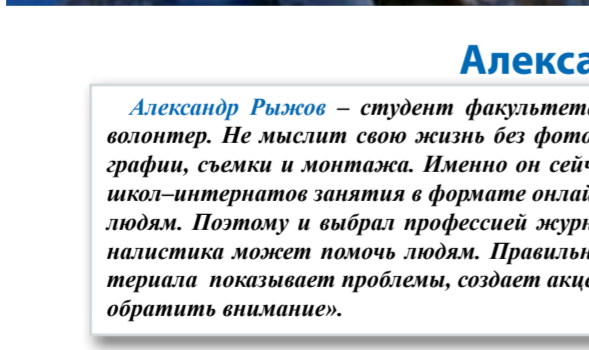 Алекса
Александр Рыжов – студент факультета
волонтер. Не мыслит свою жизнь без фото
графии, съемки и монтажа. Именно он сейч
школ–интернатов занятия в формате онлай
людям. Поэтому и выбрал профессией журн
налистика может помочь людям. Правильн
териала показывает проблемы, создает акце
обратить внимание».